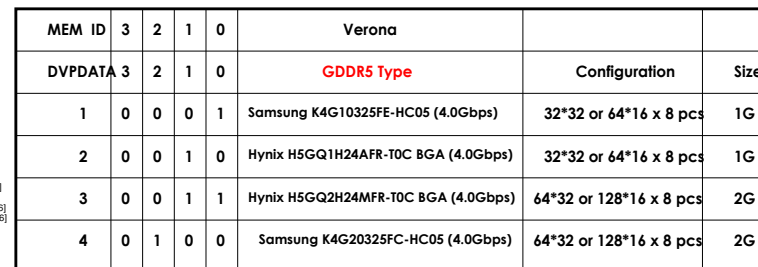 MEM ID 3 2 1 0 Verona
DVPDATA 3 2 1 0 GDDR5 Type Configuration Size
1 0 0 0 1 Samsung K4G10325FE-HC05 (4.0Gbps) 32*32 or 64*16 x 8 pcs 1G
2 0 0 1 0 Hynix H5GQ1H24AFR-T0C BGA (4.0Gbps) 32*32 or 64*16 x 8 pcs 1G
3 0 0 1 1 Hynix H5GQ2H24MFR-T0C BGA (4.0Gbps) 64*32 or 128*16 x 8 pcs 2G
4 0 1 0 0 Samsung K4G20325FC-HC05 (4.0Gbps) 64*32 or 128*16 x 8 pcs 2G